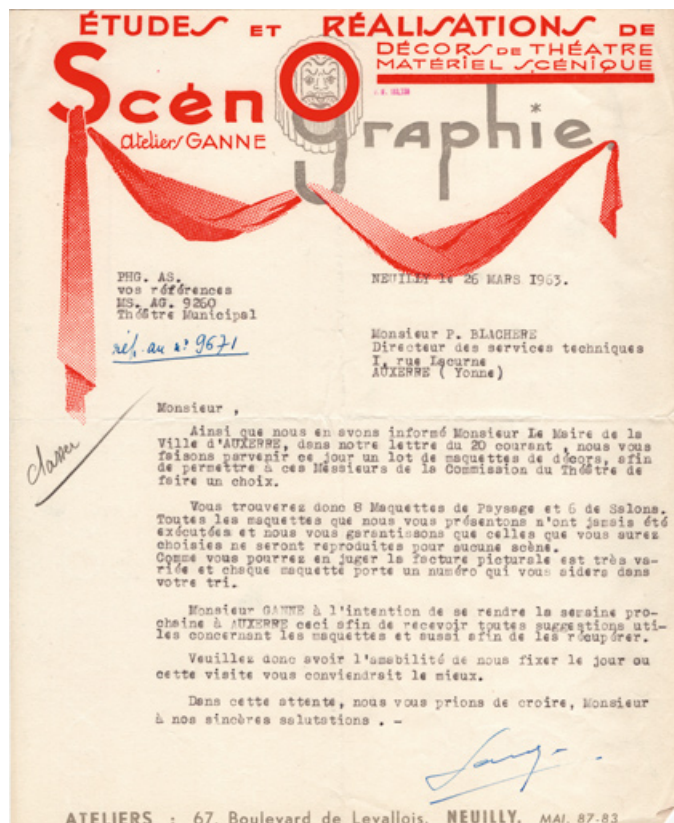 ÉTUDES ET RÉALISATIONS DE
DÉCORS DE THÉATRE
MATÉRIEL SCÉNIQUE
ScénOgraphie.
Ateliers GANNE
PHG. AS.
vos références
MS. AG. 9260
Théâtre Municipal
réf. au n° 9671
NEUILLY le 26 MARS 1963.
Monsieur P. BLACHERE
Directeur des services techniques
I, rue Lacurne
AUXERRE ( Yonne)
classer
Monsieur ,
Ainsi que nous en avons informé Monsieur Le Maire de la
Ville d'AUXERRE, dans notre lettre du 20 courant , nous vous
faisons parvenir ce jour un lot de maquettes de décors, afin
de permettre à ces Messieurs de la Commission du Théâtre de
faire un choix.
Vous trouverez donc 8 Maquettes de Paysage et 6 de Salons.
Toutes les maquettes que nous vous présentons n'ont jamais été
exécutées et nous vous garantissons que celles que vous aurez
choisies ne seront reproduites pour aucune scène.
Comme vous pourrez en juger la facture picturale est très va-
riée et chaque maquette porte un numéro qui vous aidera dans
votre tri.
Monsieur GANNE à l'intention de se rendre la semaine pro-
chaine à AUXERRE ceci afin de recevoir toutes suggestions uti-
les concernant les maquettes et aussi afin de les récupérer.
Veuillez donc avoir l'amabilité de nous fixer le jour ou
cette visite vous conviendrait le mieux.
Dans cette attente, nous vous prions de croire, Monsieur
à nos sincères salutations . -
ATELIERS : 67, Boulevard de Levallois, NEUILLY. MAI. 87-83